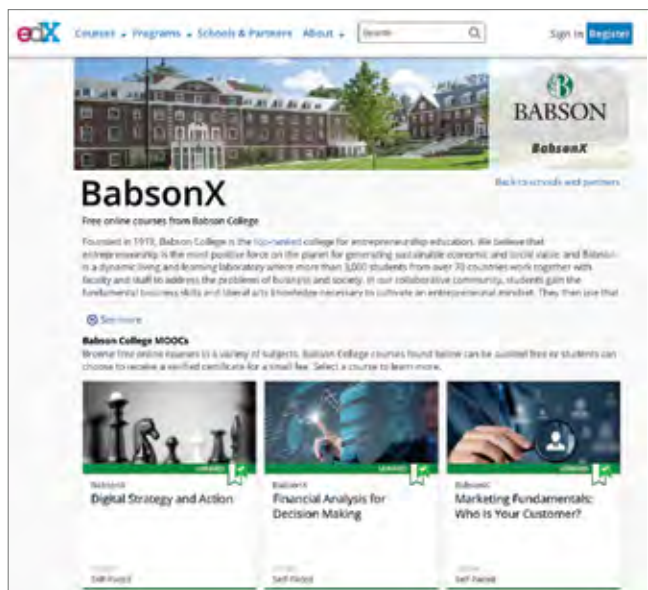 edX Courses Programs Schools & Partners About Search Sign In Register
BABSON
BabsonX
Back to schools and partners
BabsonX
Free online courses from Babson College
Founded in 1919, Babson College is the top-ranked college for entrepreneurship education. We believe that
entrepreneurship is the most positive force on the planet for generating sustainable economic and social value, and Babson
is a dynamic living and learning laboratory where more than 3,000 students from over 70 countries work together with
faculty and staff to address the problems of business and society. In our collaborative community, students gain the
fundamental business skills and liberal arts knowledge necessary to cultivate an entrepreneurial mindset. They then use that
See more
Babson College MOOCs
Browse free online courses in a variety of subjects. Babson College courses found below can be audited free or students can
choose to receive a verified certificate for a small fee. Select a course to learn more.
VERIFIED VERIFIED VERIFIED
BabsonX BabsonX BabsonX
Digital Strategy and Action Financial Analysis for Marketing Fundamentals:
Decision Making Who Is Your Customer?
Self-Paced Self-Paced Self-Paced